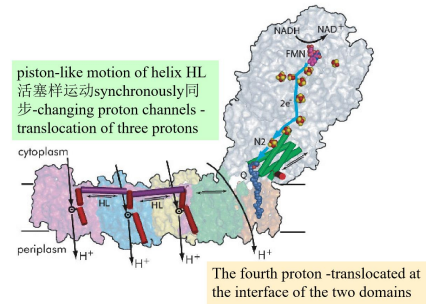 NADH NAD+
FMN
piston-like motion of helix HL
活塞样运动synchronously同
步-changing proton channels -
translocation of three protons
2e-
N2
cytoplasm
Q
HL HL
periplasm
H+ H+ H+ H+
The fourth proton -translocated at
the interface of the two domains